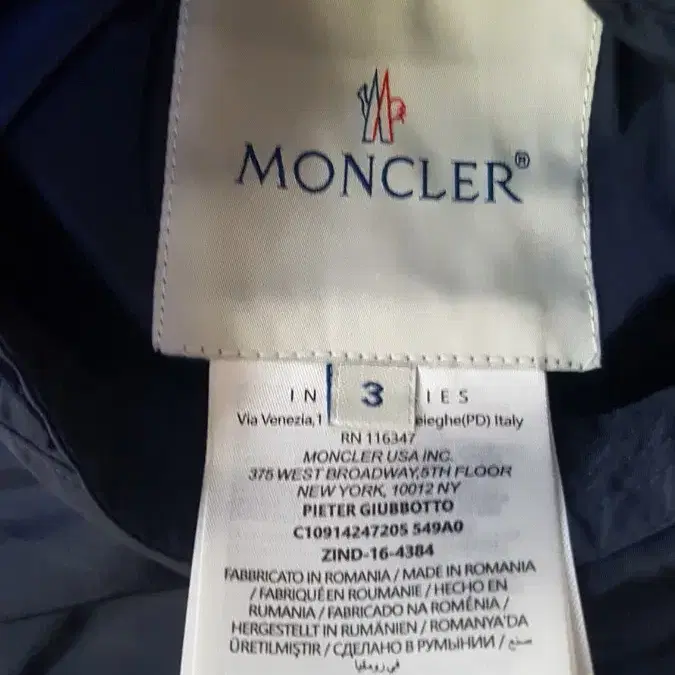 MONCLER®
3
IN IES
Via Venezia,1 eieghe(PD) Italy
RN 116347
MONCLER USA INC.
375 WEST BROADWAY,5TH FLOOR
NEW YORK, 10012 NY
PIETER GIUBBOTTO
C10914247205 549A0
ZIND-16-4384
FABBRICATO IN ROMANIA / MADE IN ROMANIA
/ FABRIQUÉ EN ROUMANIE / HECHO EN
RUMANIA / FABRICADO NA ROMÉNIA /
HERGESTELLT IN RUMÄNIEN / ROMANYA'DA
ÜRETILMIŞTIR / СДЕЛАНО В РУМЫНИИ / صنع
في رومانيا